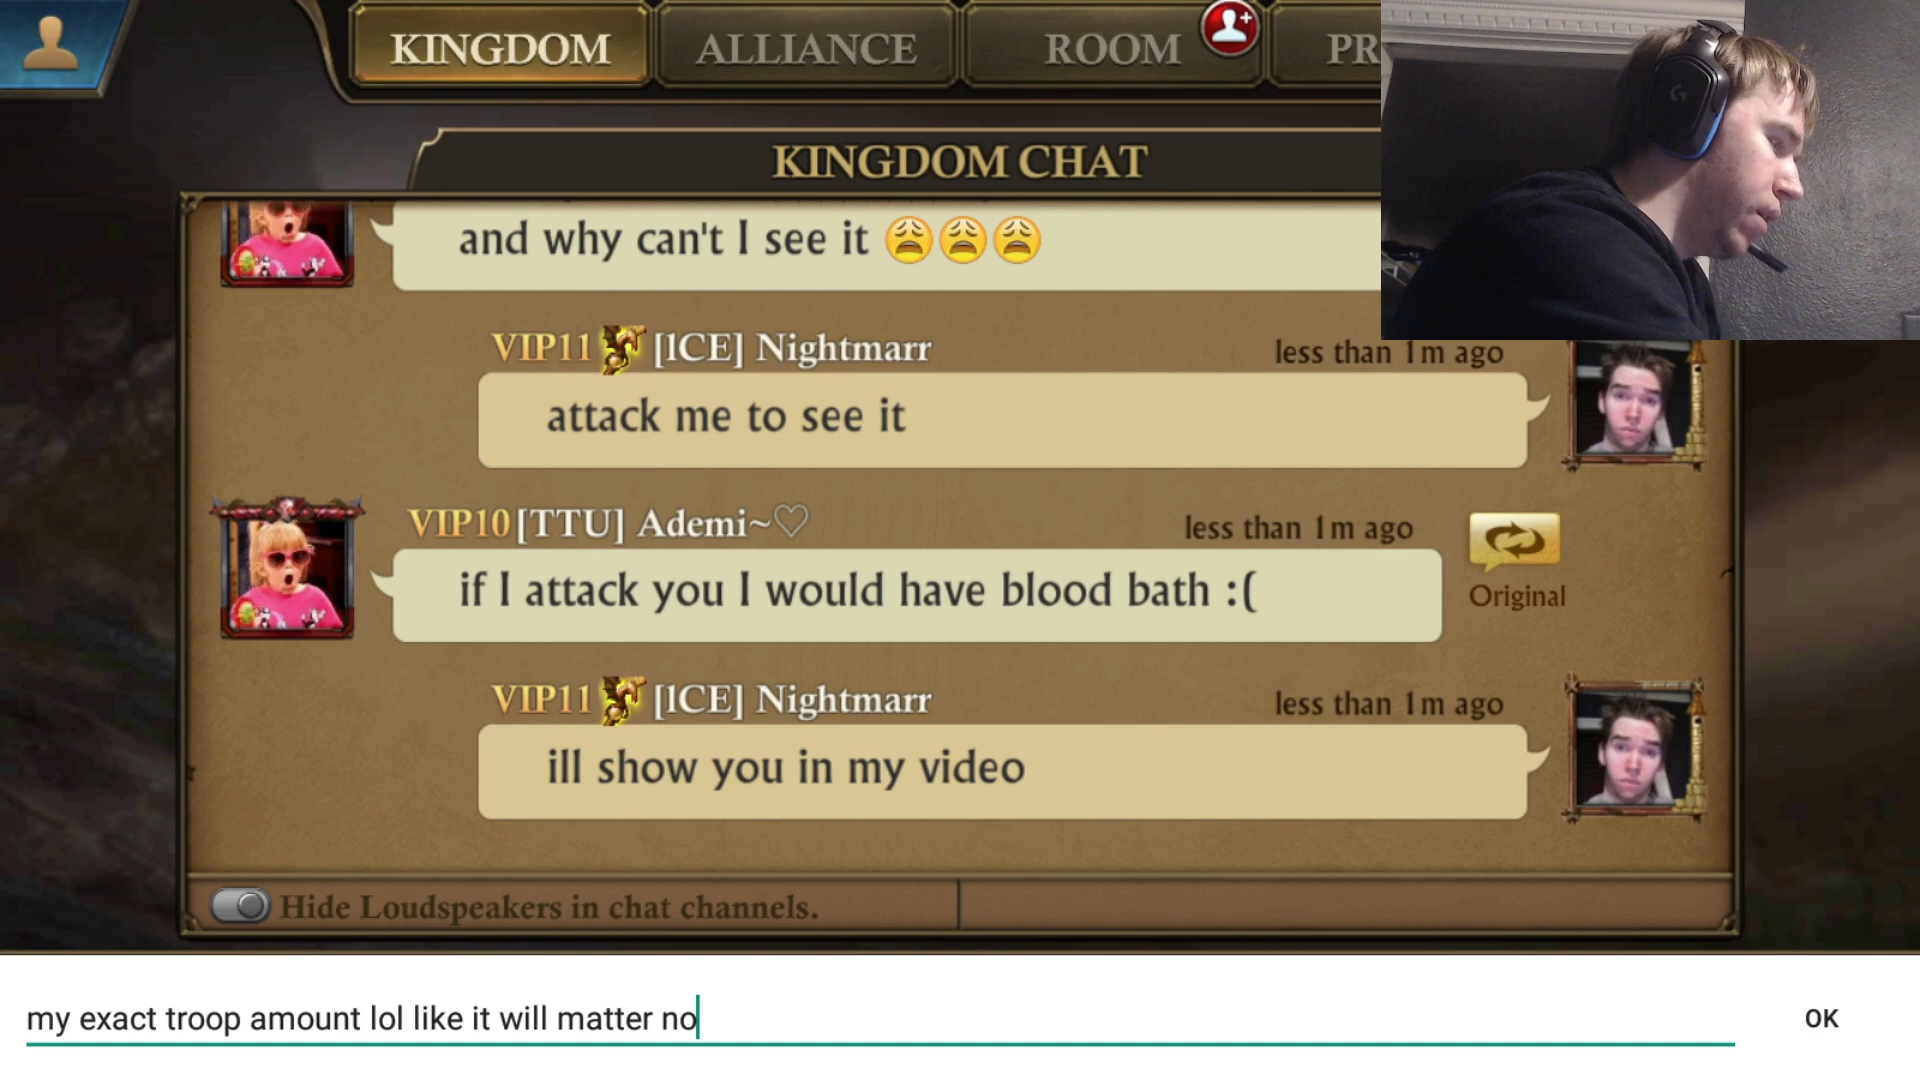 KINGDOM
ALLIANCE
ROOM
PR
KINGDOM CHAT
and why can't I see it 😩😩😩
VIP11 [ICE] Nightmarr
less than 1m ago
attack me to see it
VIP10 [TTU] Ademi~♡
less than 1m ago
if I attack you I would have blood bath :(
Original
VIP11 [ICE] Nightmarr
less than 1m ago
ill show you in my video
Hide Loudspeakers in chat channels.
my exact troop amount lol like it will matter no
OK